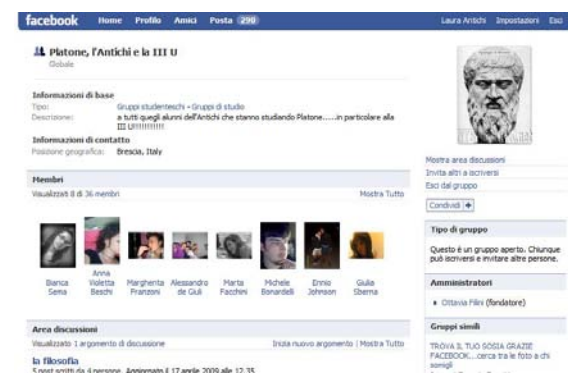 facebook Home Profilo Amici Posta 290 Laura Antichi Impostazioni Esci
Platone, l'Antichi e la III U
Globale
Informazioni di base
Tipo: Gruppi studenteschi - Gruppi di studio
Descrizione: a tutti quegli alunni dell'Antichi che stanno studiando Platone.....in particolare alla
III U!!!!!!!!!!!
Informazioni di contatto
Posizione geografica: Brescia, Italy
Membri
Visualizzati 8 di 36 membri Mostra Tutto
Bianca Sema
Anna Violetta Beschi
Margherita Franzoni
Alessandro de Giuli
Marta Facchini
Michele Bonardelli
Ennio Johnson
Giulia Sberna
Area discussioni
Visualizzato 1 argomento di discussione Inizia nuovo argomento | Mostra Tutto
la filosofia
5 post scritti da 4 persone. Aggiornato il 17 aprile 2009 alle 12.35
Mostra area discussioni
Invita altri a iscriversi
Esci dal gruppo
Condividi +
Tipo di gruppo
Questo è un gruppo aperto. Chiunque
può iscriversi e invitare altre persone.
Amministratori
Ottavia Filini (fondatore)
Gruppi simili
TROVA IL TUO SOSIA GRAZIE
FACEBOOK...cerca tra le foto a chi
somigli